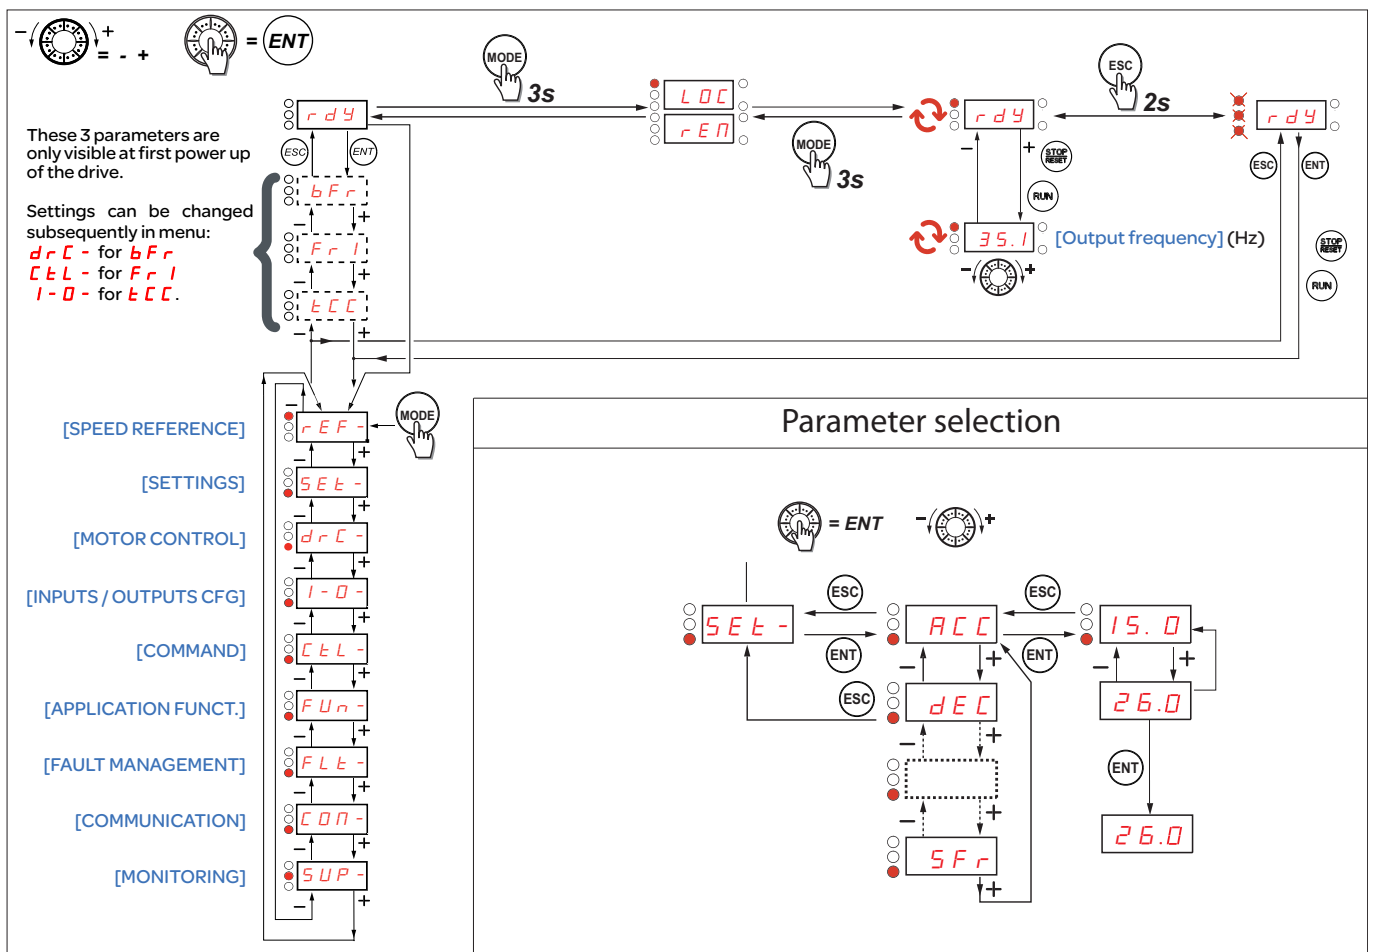 - + = - +
= ENT
MODE
3s
ESC
2s
rdY
LOC
rEM
rdY
rdY
MODE
3s
These 3 parameters are
only visible at first power up
of the drive.
ESC
ENT
- +
STOP
RESET
RUN
ESC
ENT
bFr
+
Settings can be changed
subsequently in menu:
drC - for bFr
CtL - for Fr1
I-O- for tCC.
- Fr1 +
35.1
[Output frequency] (Hz)
- +
STOP
RESET
RUN
- tCC
- +
-
[SPEED REFERENCE]
rEF-
MODE
- +
[SETTINGS]
SEt-
- +
[MOTOR CONTROL]
drC-
- +
[INPUTS / OUTPUTS CFG]
I-O-
- +
[COMMAND]
CtL-
- +
[APPLICATION FUNCT.]
FUn-
- +
[FAULT MANAGEMENT]
FLt-
- +
[COMMUNICATION]
COM-
- +
[MONITORING]
SUP-
- +
Parameter selection
= ENT
- +
ESC
ESC
SEt-
ACC
15.0
ENT
ENT
- +
- +
ESC
dEC
26.0
- +
ENT
- +
26.0
SFr
+